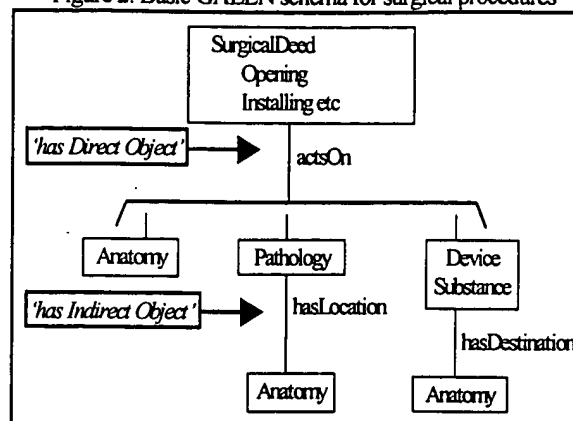 Figure 2: Basic GALEN schema for surgical procedures
SurgicalDeed
Opening
Installing etc
'has Direct Object'
actsOn
Anatomy
Pathology
Device
Substance
'has Indirect Object'
hasLocation
hasDestination
Anatomy
Anatomy